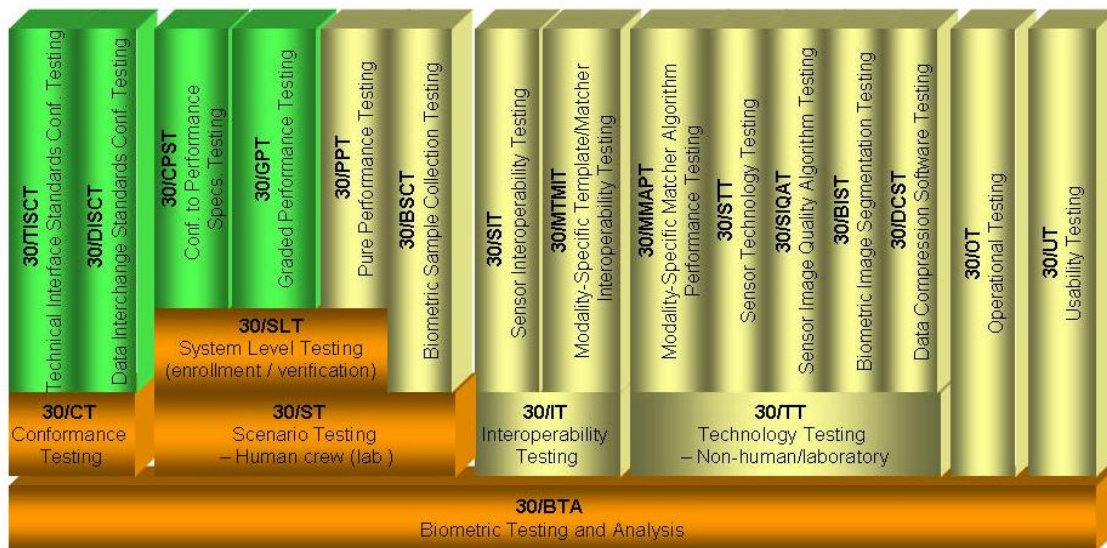 30/TISCT
Technical Interface Standards Conf. Testing
30/DISCT
Data Interchange Standards Conf. Testing
30/CPST
Conf. to Performance
Specs. Testing
30/GPT
Graded Performance Testing
30/PPT
Pure Performance Testing
30/BSCT
Biometric Sample Collection Testing
30/SIT
Sensor Interoperability Testing
30/MTMIT
Modality-Specific Template/Matcher
Interoperability Testing
30/MMAPT
Modality-Specific Matcher Algorithm
Performance Testing
30/STT
Sensor Technology Testing
30/SIQAT
Sensor Image Quality Algorithm Testing
30/BIST
Biometric Image Segmentation Testing
30/DCST
Data Compression Software Testing
30/OT
Operational Testing
30/UT
Usability Testing
30/SLT
System Level Testing
(enrollment / verification)
30/CT
Conformance
Testing
30/ST
Scenario Testing
– Human crew (lab )
30/IT
Interoperability
Testing
30/TT
Technology Testing
– Non-human/laboratory
30/BTA
Biometric Testing and Analysis